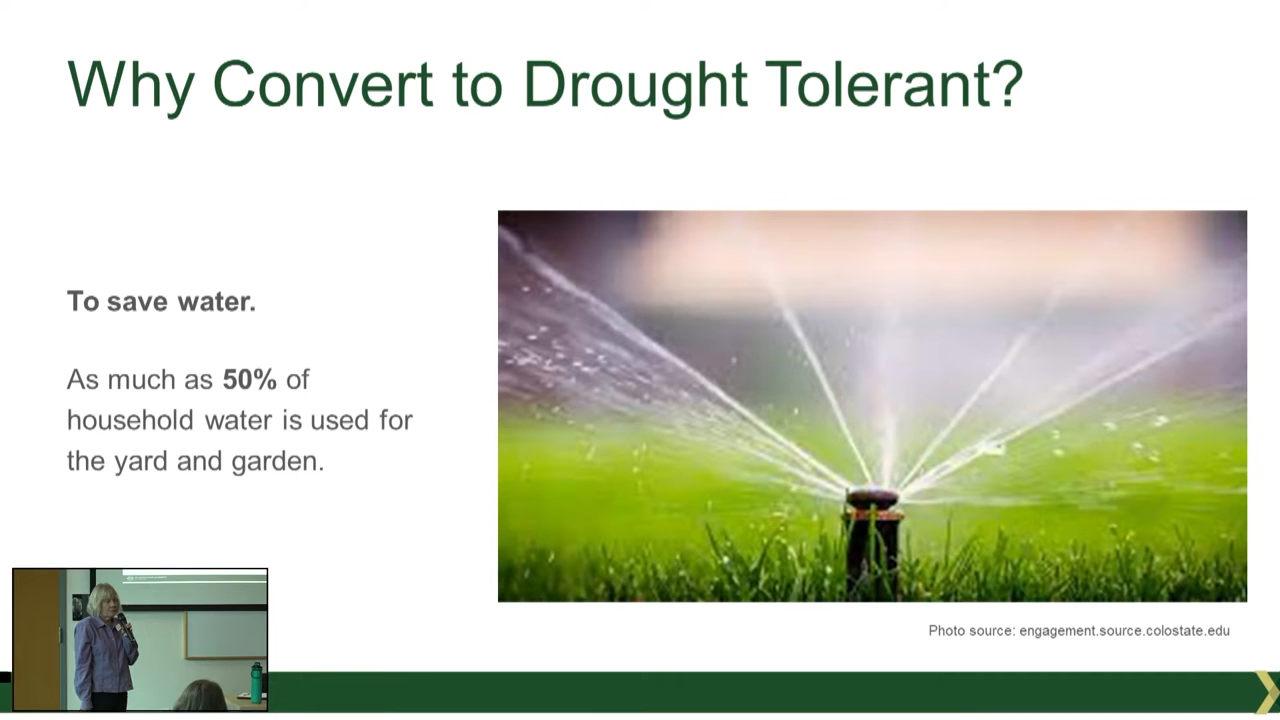 Why Convert to Drought Tolerant?
To save water.
As much as 50% of
household water is used for
the yard and garden.
Photo source: engagement.source.colostate.edu